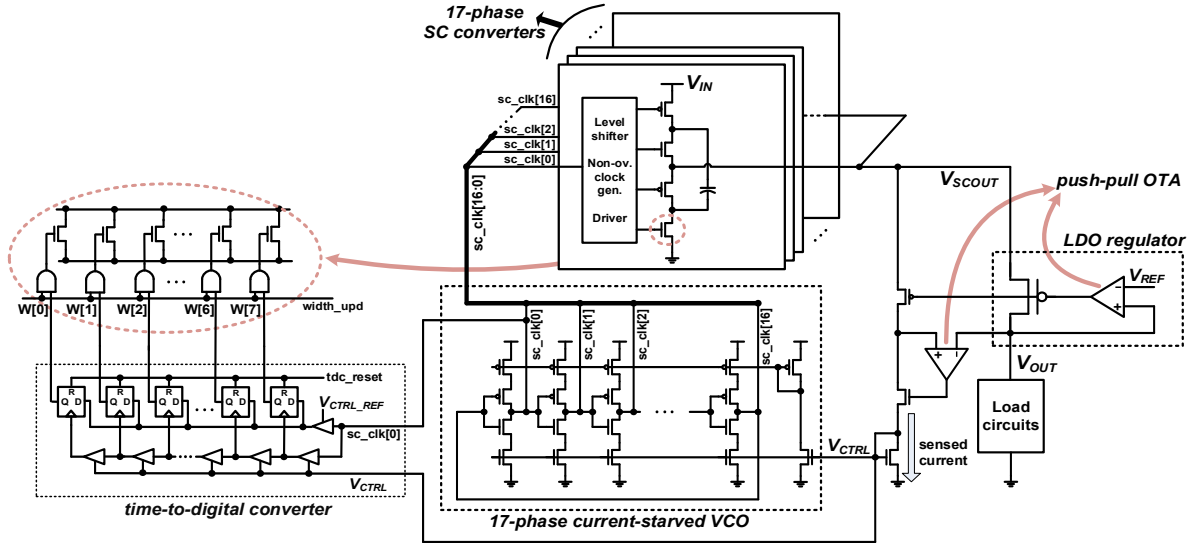 17-phase
SC converters
V_IN
sc_clk[16]
sc_clk[2]
sc_clk[1]
sc_clk[0]
Level
shifter
Non-ov.
clock
gen.
Driver
sc_clk[16:0]
V_SCOUT
push-pull OTA
LDO regulator
V_REF
+
-
+
-
V_OUT
Load
circuits
W[0]
W[1]
W[2]
W[6]
W[7]
width_upd
sc_clk[0]
sc_clk[1]
sc_clk[2]
sc_clk[16]
tdc_reset
R
Q D
R
Q D
R
Q D
R
Q D
R
Q D
V_CTRL_REF
sc_clk[0]
V_CTRL
V_CTRL
sensed
current
time-to-digital converter
17-phase current-starved VCO